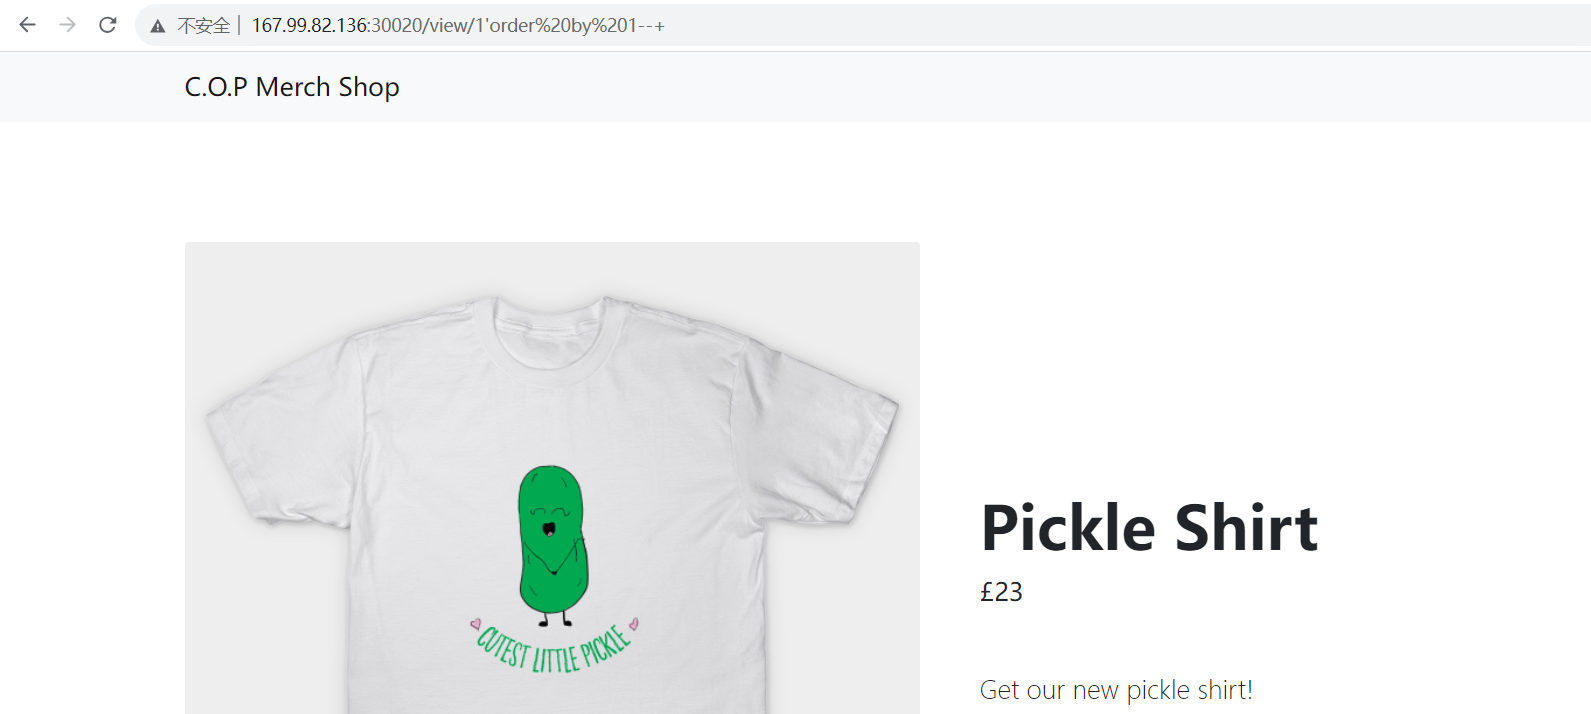 不安全 | 167.99.82.136:30020/view/1'order%20by%201--+
C.O.P Merch Shop
CUTEST LITTLE PICKLE
Pickle Shirt
£23
Get our new pickle shirt!